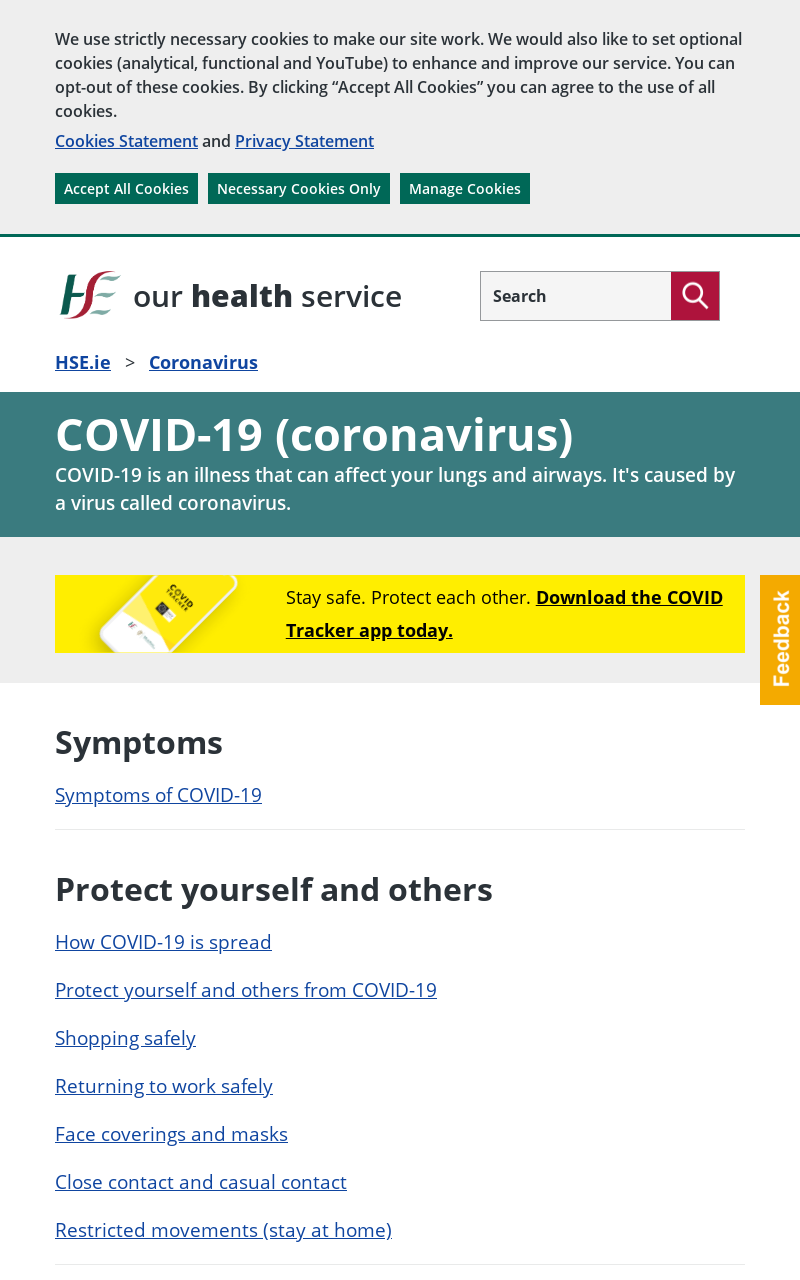 We use strictly necessary cookies to make our site work. We would also like to set optional
cookies (analytical, functional and YouTube) to enhance and improve our service. You can
opt-out of these cookies. By clicking “Accept All Cookies” you can agree to the use of all
cookies.
Cookies Statement and Privacy Statement
Accept All Cookies Necessary Cookies Only Manage Cookies
our health service
Search
HSE.ie > Coronavirus
COVID-19 (coronavirus)
COVID-19 is an illness that can affect your lungs and airways. It's caused by
a virus called coronavirus.
COVID
TRACKER
Stay safe. Protect each other. Download the COVID
Tracker app today.
Feedback
Symptoms
Symptoms of COVID-19
Protect yourself and others
How COVID-19 is spread
Protect yourself and others from COVID-19
Shopping safely
Returning to work safely
Face coverings and masks
Close contact and casual contact
Restricted movements (stay at home)